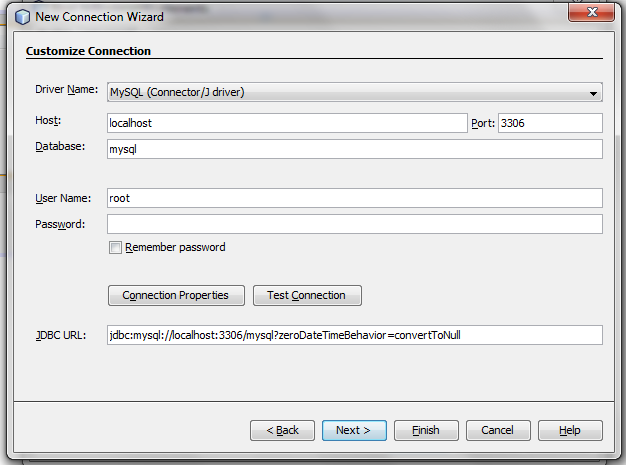 New Connection Wizard
Customize Connection
Driver Name: MySQL (Connector/J driver)
Host: localhost Port: 3306
Database: mysql
User Name: root
Password:
Remember password
Connection Properties Test Connection
JDBC URL: jdbc:mysql://localhost:3306/mysql?zeroDateTimeBehavior=convertToNull
< Back Next > Finish Cancel Help